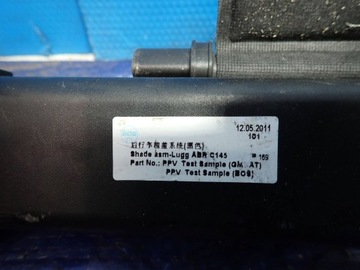 12.05.2011
101
后行李遮蔽系统(黑色)
Shade asm-Lugg ABR C145 # 169
Part No.: PPV Test Sample (GM AT)
PPV Test Sample (BOS)